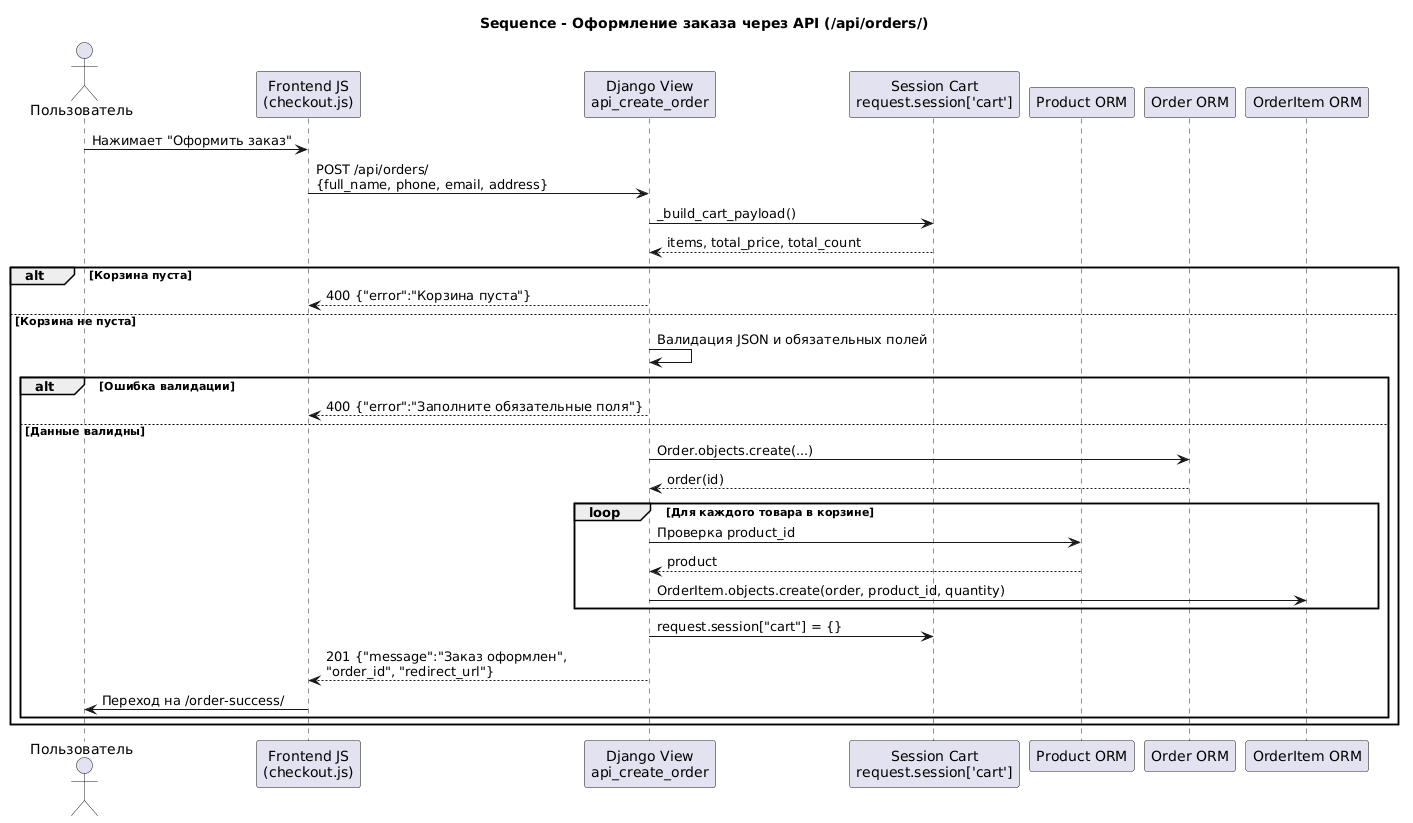 Sequence - Оформление заказа через API (/api/orders/)
Пользователь
Frontend JS
(checkout.js)
Django View
api_create_order
Session Cart
request.session['cart']
Product ORM
Order ORM
OrderItem ORM
Нажимает "Оформить заказ"
POST /api/orders/
{full_name, phone, email, address}
_build_cart_payload()
items, total_price, total_count
alt
[Корзина пуста]
400 {"error":"Корзина пуста"}
[Корзина не пуста]
Валидация JSON и обязательных полей
alt
[Ошибка валидации]
400 {"error":"Заполните обязательные поля"}
[Данные валидны]
Order.objects.create(...)
order(id)
loop
[Для каждого товара в корзине]
Проверка product_id
product
OrderItem.objects.create(order, product_id, quantity)
request.session["cart"] = {}
201 {"message":"Заказ оформлен",
"order_id", "redirect_url"}
Переход на /order-success/
Пользователь
Frontend JS
(checkout.js)
Django View
api_create_order
Session Cart
request.session['cart']
Product ORM
Order ORM
OrderItem ORM